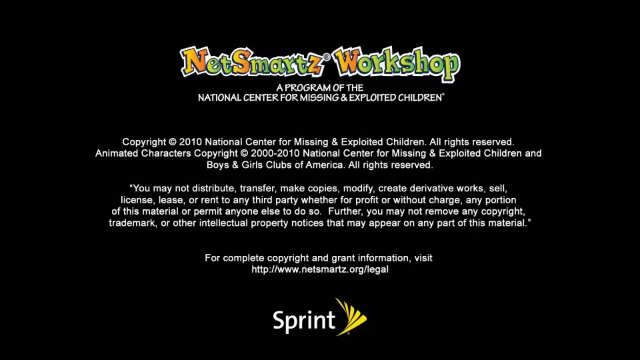 NetSmartz® Workshop
A PROGRAM OF THE
NATIONAL CENTER FOR MISSING & EXPLOITED CHILDREN®
Copyright © 2010 National Center for Missing & Exploited Children. All rights reserved.
Animated Characters Copyright © 2000-2010 National Center for Missing & Exploited Children and
Boys & Girls Clubs of America. All rights reserved.
"You may not distribute, transfer, make copies, modify, create derivative works, sell,
license, lease, or rent to any third party whether for profit or without charge, any portion
of this material or permit anyone else to do so.  Further, you may not remove any copyright,
trademark, or other intellectual property notices that may appear on any part of this material."
For complete copyright and grant information, visit
http://www.netsmartz.org/legal
Sprint